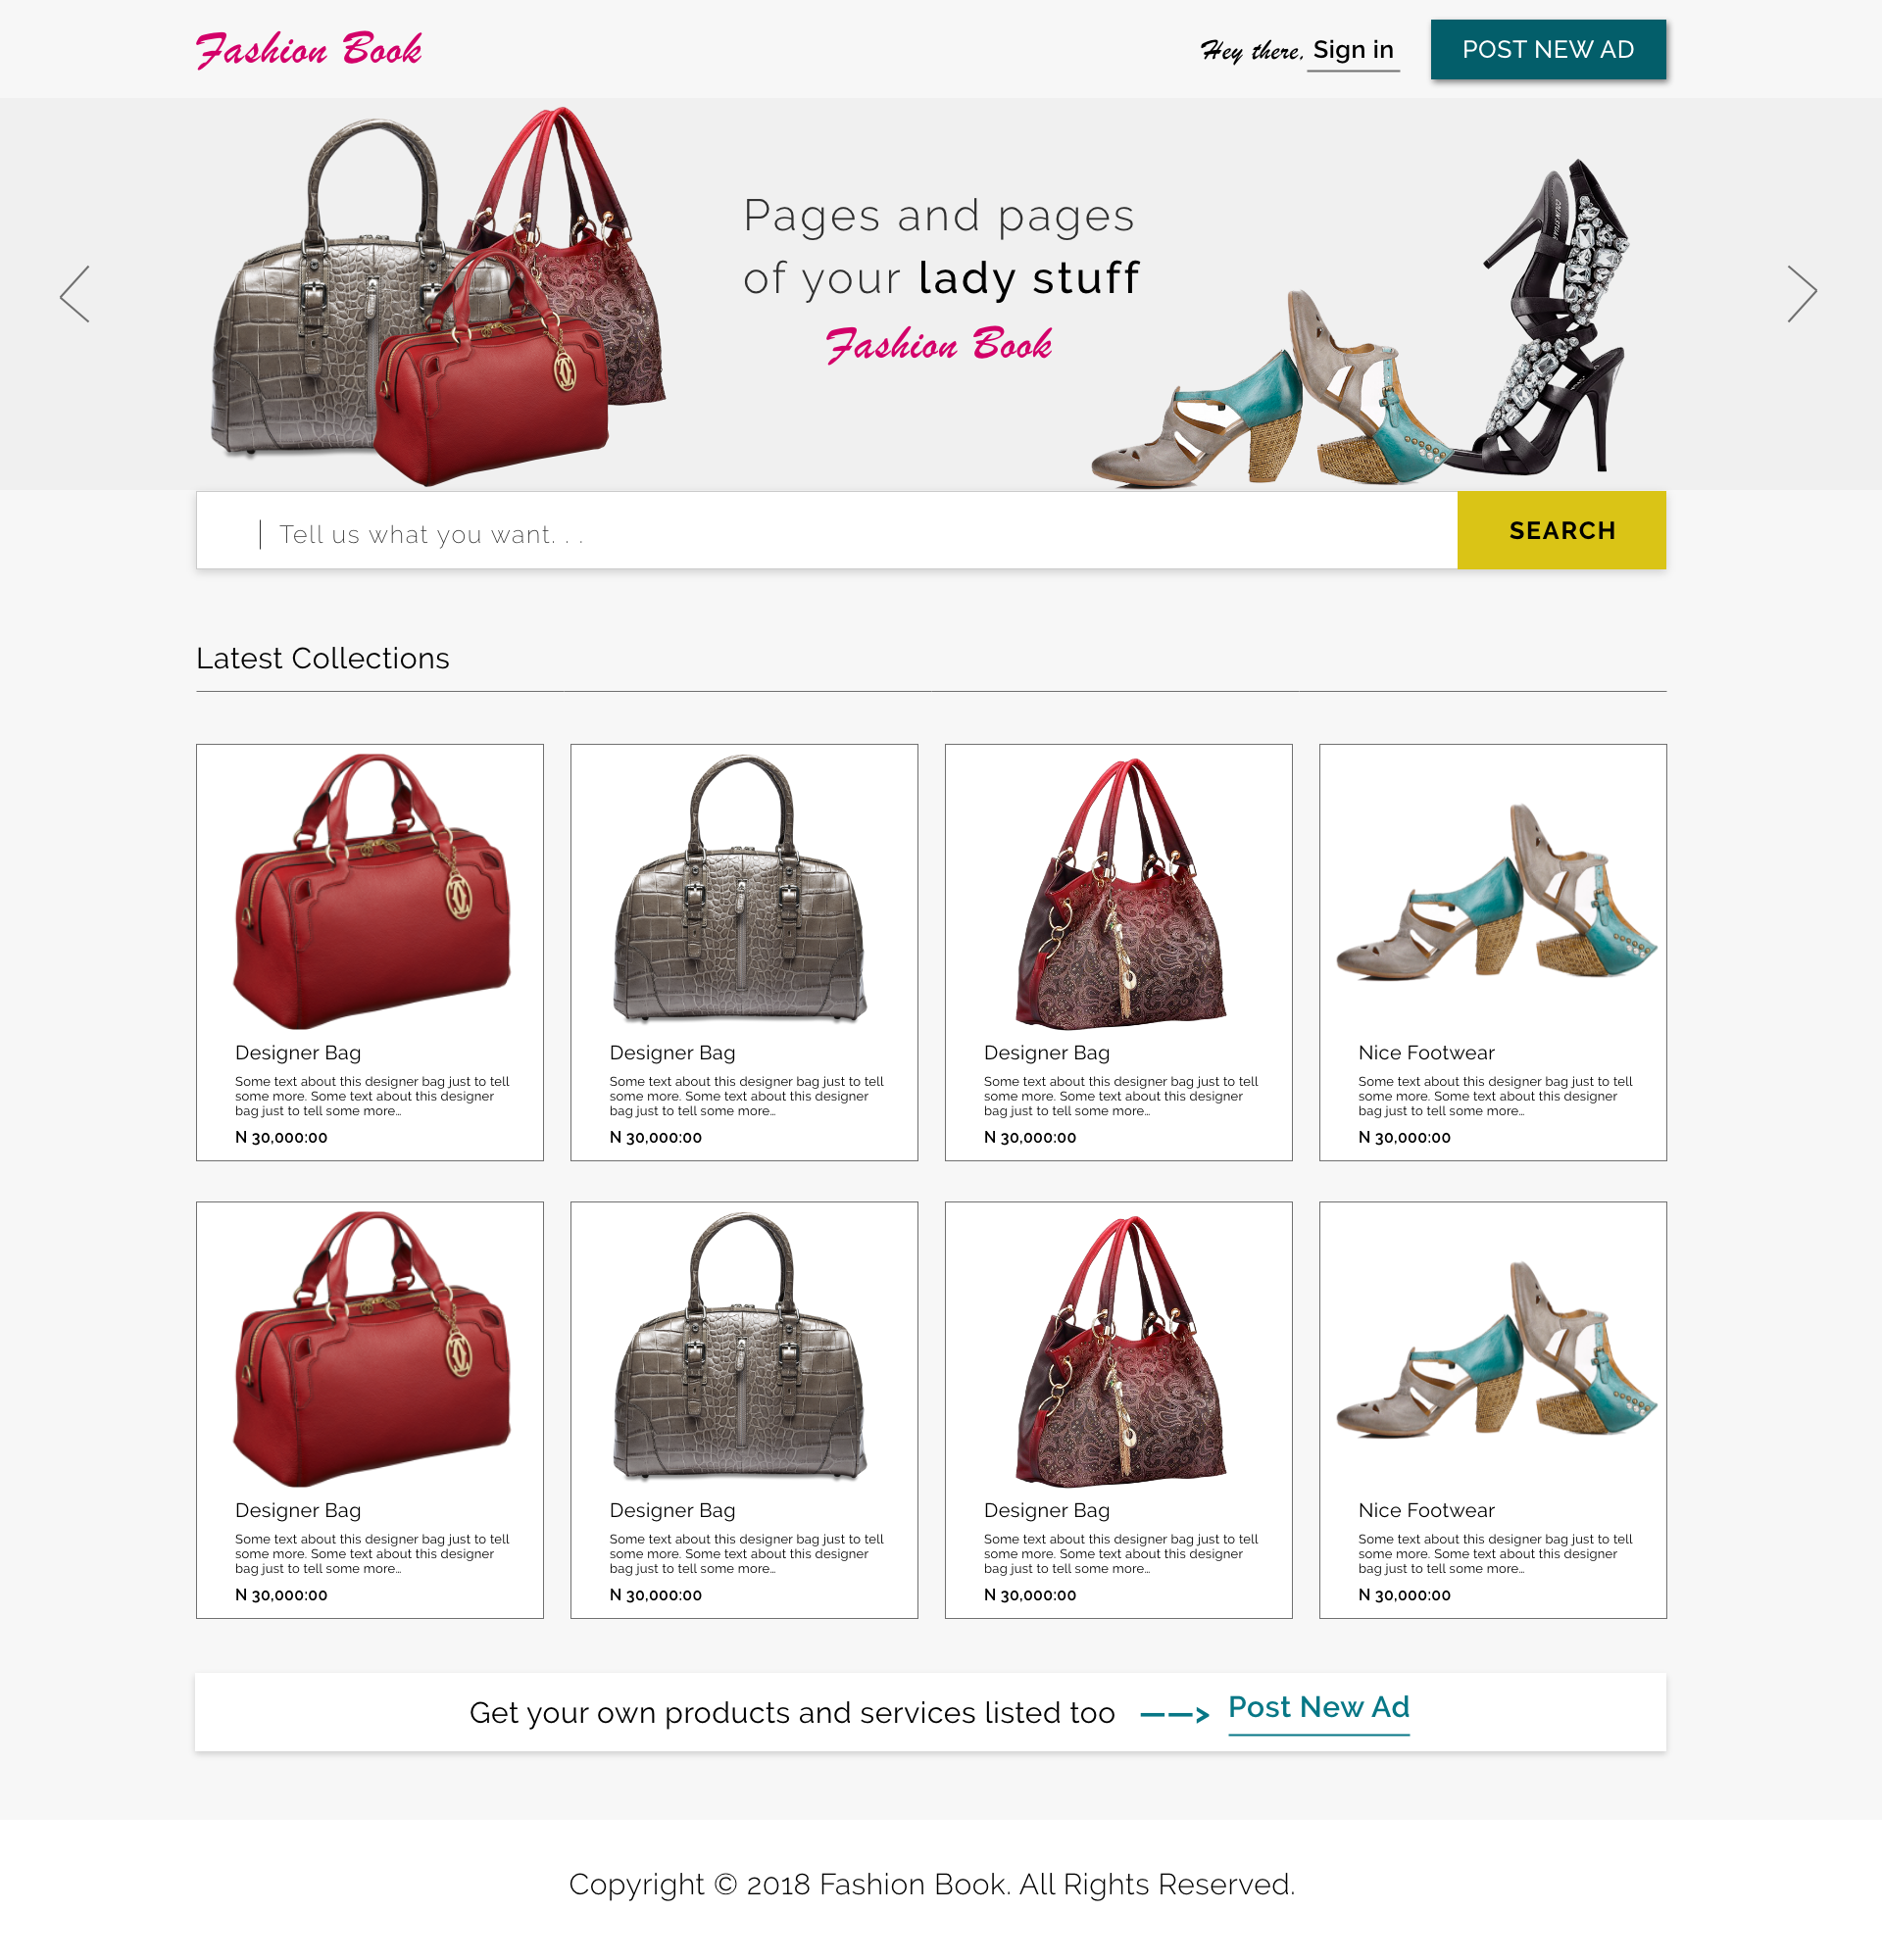 Fashion Book
Hey there, Sign in
POST NEW AD
Pages and pages
of your lady stuff
Fashion Book
Tell us what you want. . .
SEARCH
Latest Collections
Designer Bag
Some text about this designer bag just to tell
some more. Some text about this designer
bag just to tell some more...
N 30,000:00
Designer Bag
Some text about this designer bag just to tell
some more. Some text about this designer
bag just to tell some more...
N 30,000:00
Designer Bag
Some text about this designer bag just to tell
some more. Some text about this designer
bag just to tell some more...
N 30,000:00
Nice Footwear
Some text about this designer bag just to tell
some more. Some text about this designer
bag just to tell some more...
N 30,000:00
Designer Bag
Some text about this designer bag just to tell
some more. Some text about this designer
bag just to tell some more...
N 30,000:00
Designer Bag
Some text about this designer bag just to tell
some more. Some text about this designer
bag just to tell some more...
N 30,000:00
Designer Bag
Some text about this designer bag just to tell
some more. Some text about this designer
bag just to tell some more...
N 30,000:00
Nice Footwear
Some text about this designer bag just to tell
some more. Some text about this designer
bag just to tell some more...
N 30,000:00
Get your own products and services listed too ——> Post New Ad
Copyright © 2018 Fashion Book. All Rights Reserved.